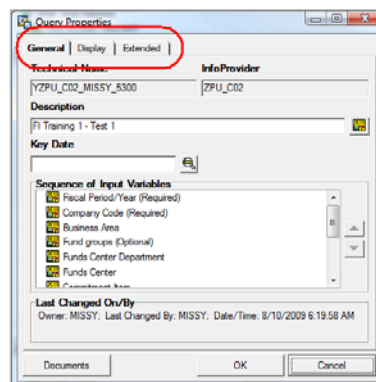 Query Properties
General | Display | Extended |
Technical Name InfoProvider
YZPU_C02_MISSY_5300 ZPU_C02
Description
FI Training 1 - Test 1
Key Date
Sequence of Input Variables
Fiscal Period/Year (Required)
Company Code (Required)
Business Area
Fund groups (Optional)
Funds Center Department
Funds Center
Commitment Item
Last Changed On/By
Owner: MISSY; Last Changed By: MISSY; Date/Time: 8/10/2009 6:19:58 AM
Documents OK Cancel